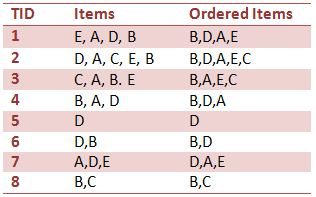 TID Items Ordered Items
1 E, A, D, B B,D,A,E
2 D, A, C, E, B B,D,A,E,C
3 C, A, B. E B,A,E,C
4 B, A, D B,D,A
5 D D
6 D,B B,D
7 A,D,E D,A,E
8 B,C B,C